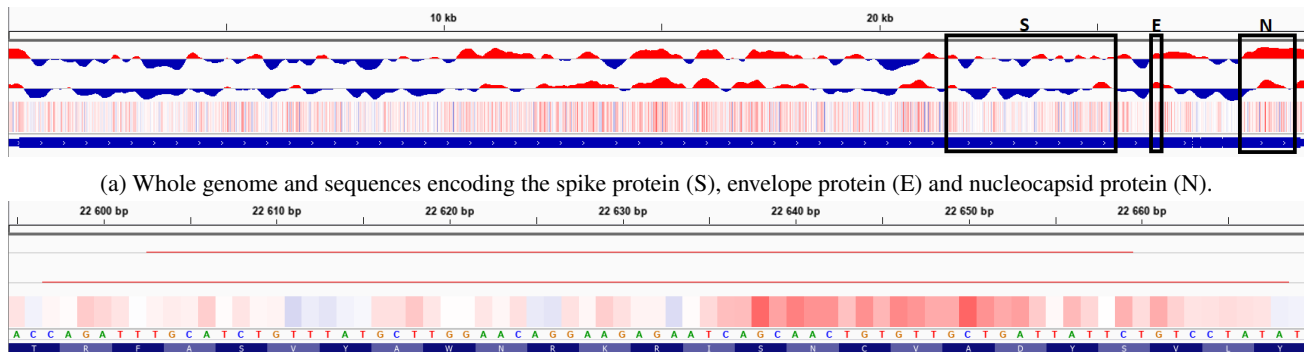 10 kb 20 kb
S E N
(a) Whole genome and sequences encoding the spike protein (S), envelope protein (E) and nucleocapsid protein (N).
22 600 bp 22 610 bp 22 620 bp 22 630 bp 22 640 bp 22 650 bp 22 660 bp
A C C A G A T T T G C A T C T G T T T A T G C T T G G A A C A G G A A G A G A A T C A G C A A C T G T G T T G C T G A T T A T T C T G T C C T A T A T
T R F A S V Y A W N R K R I S N C V A D Y S V L Y